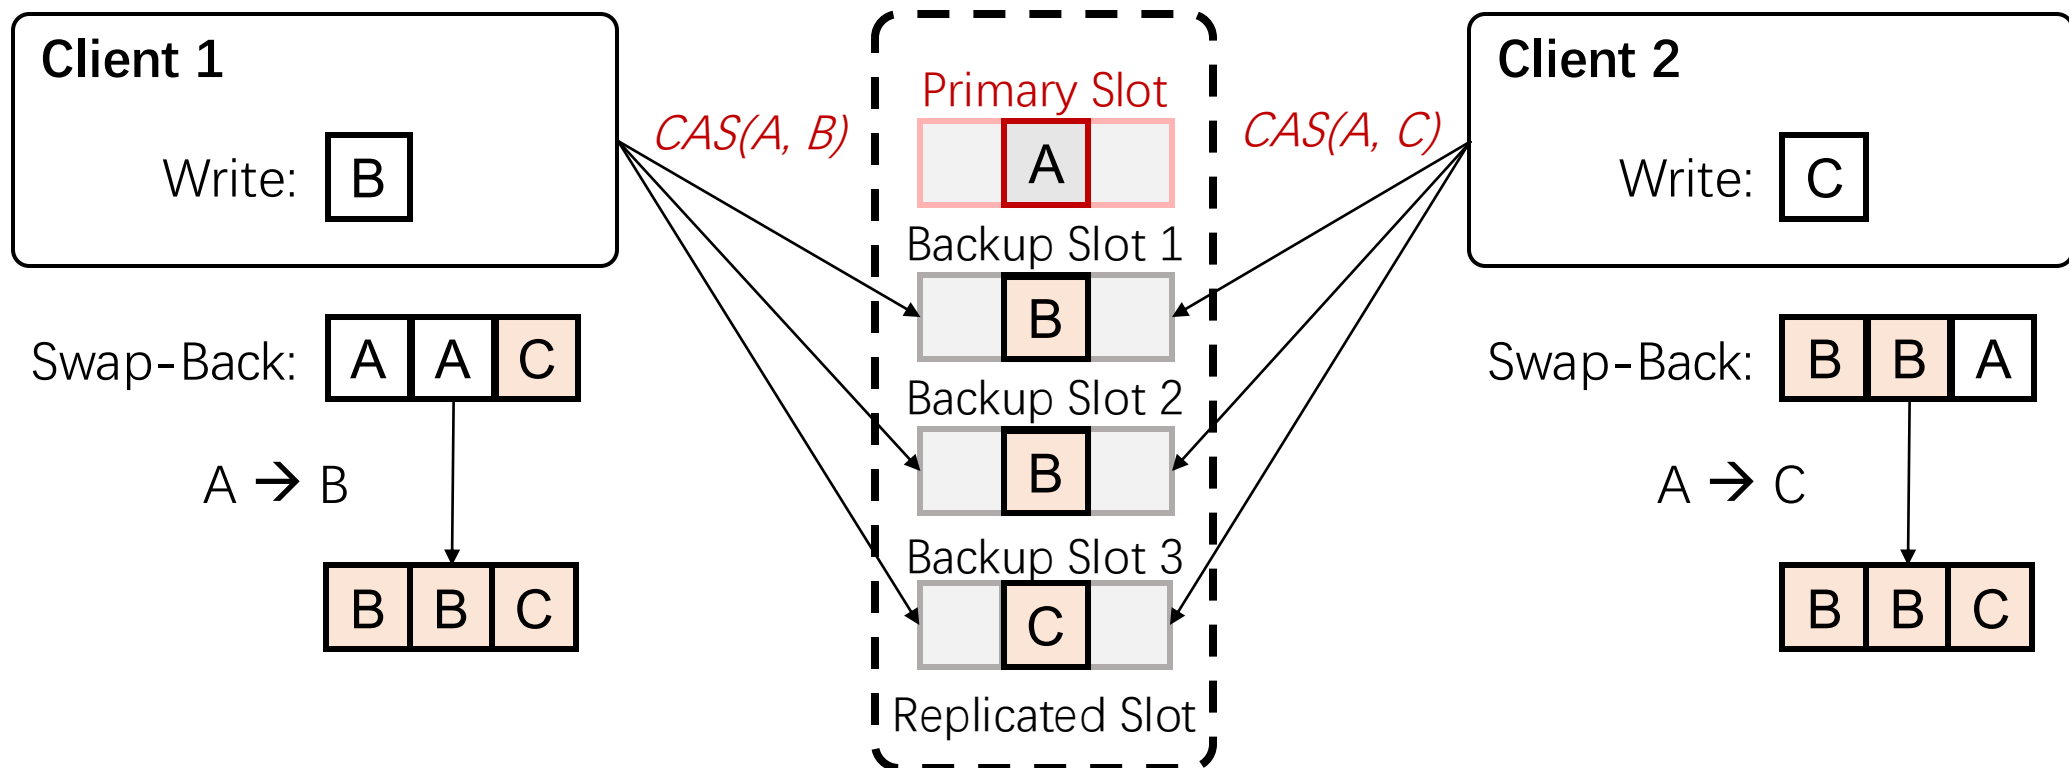 Client 1
Write: B
Swap-Back: A A C
A → B
B B C
CAS(A, B)
Primary Slot
A
Backup Slot 1
B
Backup Slot 2
B
Backup Slot 3
C
Replicated Slot
CAS(A, C)
Client 2
Write: C
Swap-Back: B B A
A → C
B B C